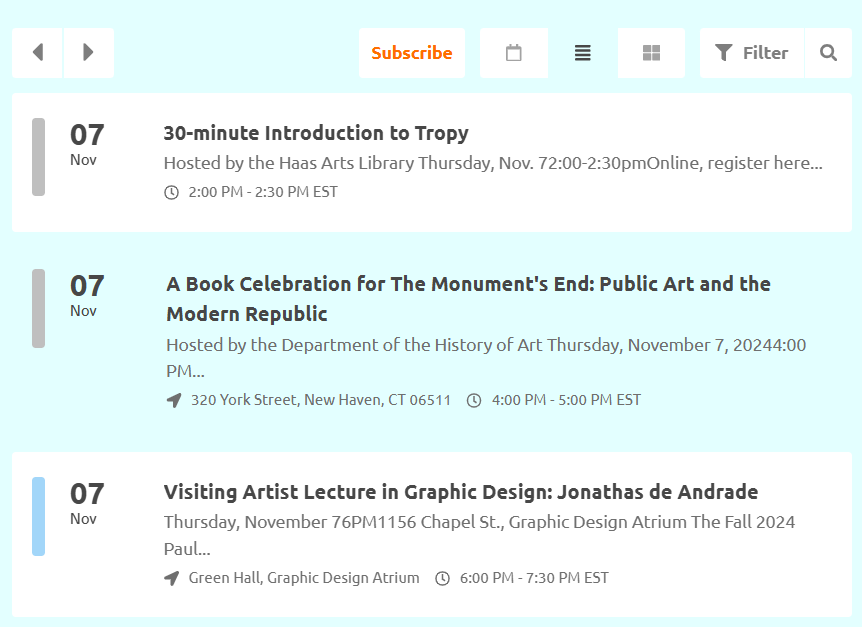 Subscribe
Filter
07
Nov
30-minute Introduction to Tropy
Hosted by the Haas Arts Library Thursday, Nov. 72:00-2:30pmOnline, register here...
2:00 PM - 2:30 PM EST
07
Nov
A Book Celebration for The Monument's End: Public Art and the
Modern Republic
Hosted by the Department of the History of Art Thursday, November 7, 20244:00
PM...
320 York Street, New Haven, CT 06511 4:00 PM - 5:00 PM EST
07
Nov
Visiting Artist Lecture in Graphic Design: Jonathas de Andrade
Thursday, November 76PM1156 Chapel St., Graphic Design Atrium The Fall 2024
Paul...
Green Hall, Graphic Design Atrium 6:00 PM - 7:30 PM EST